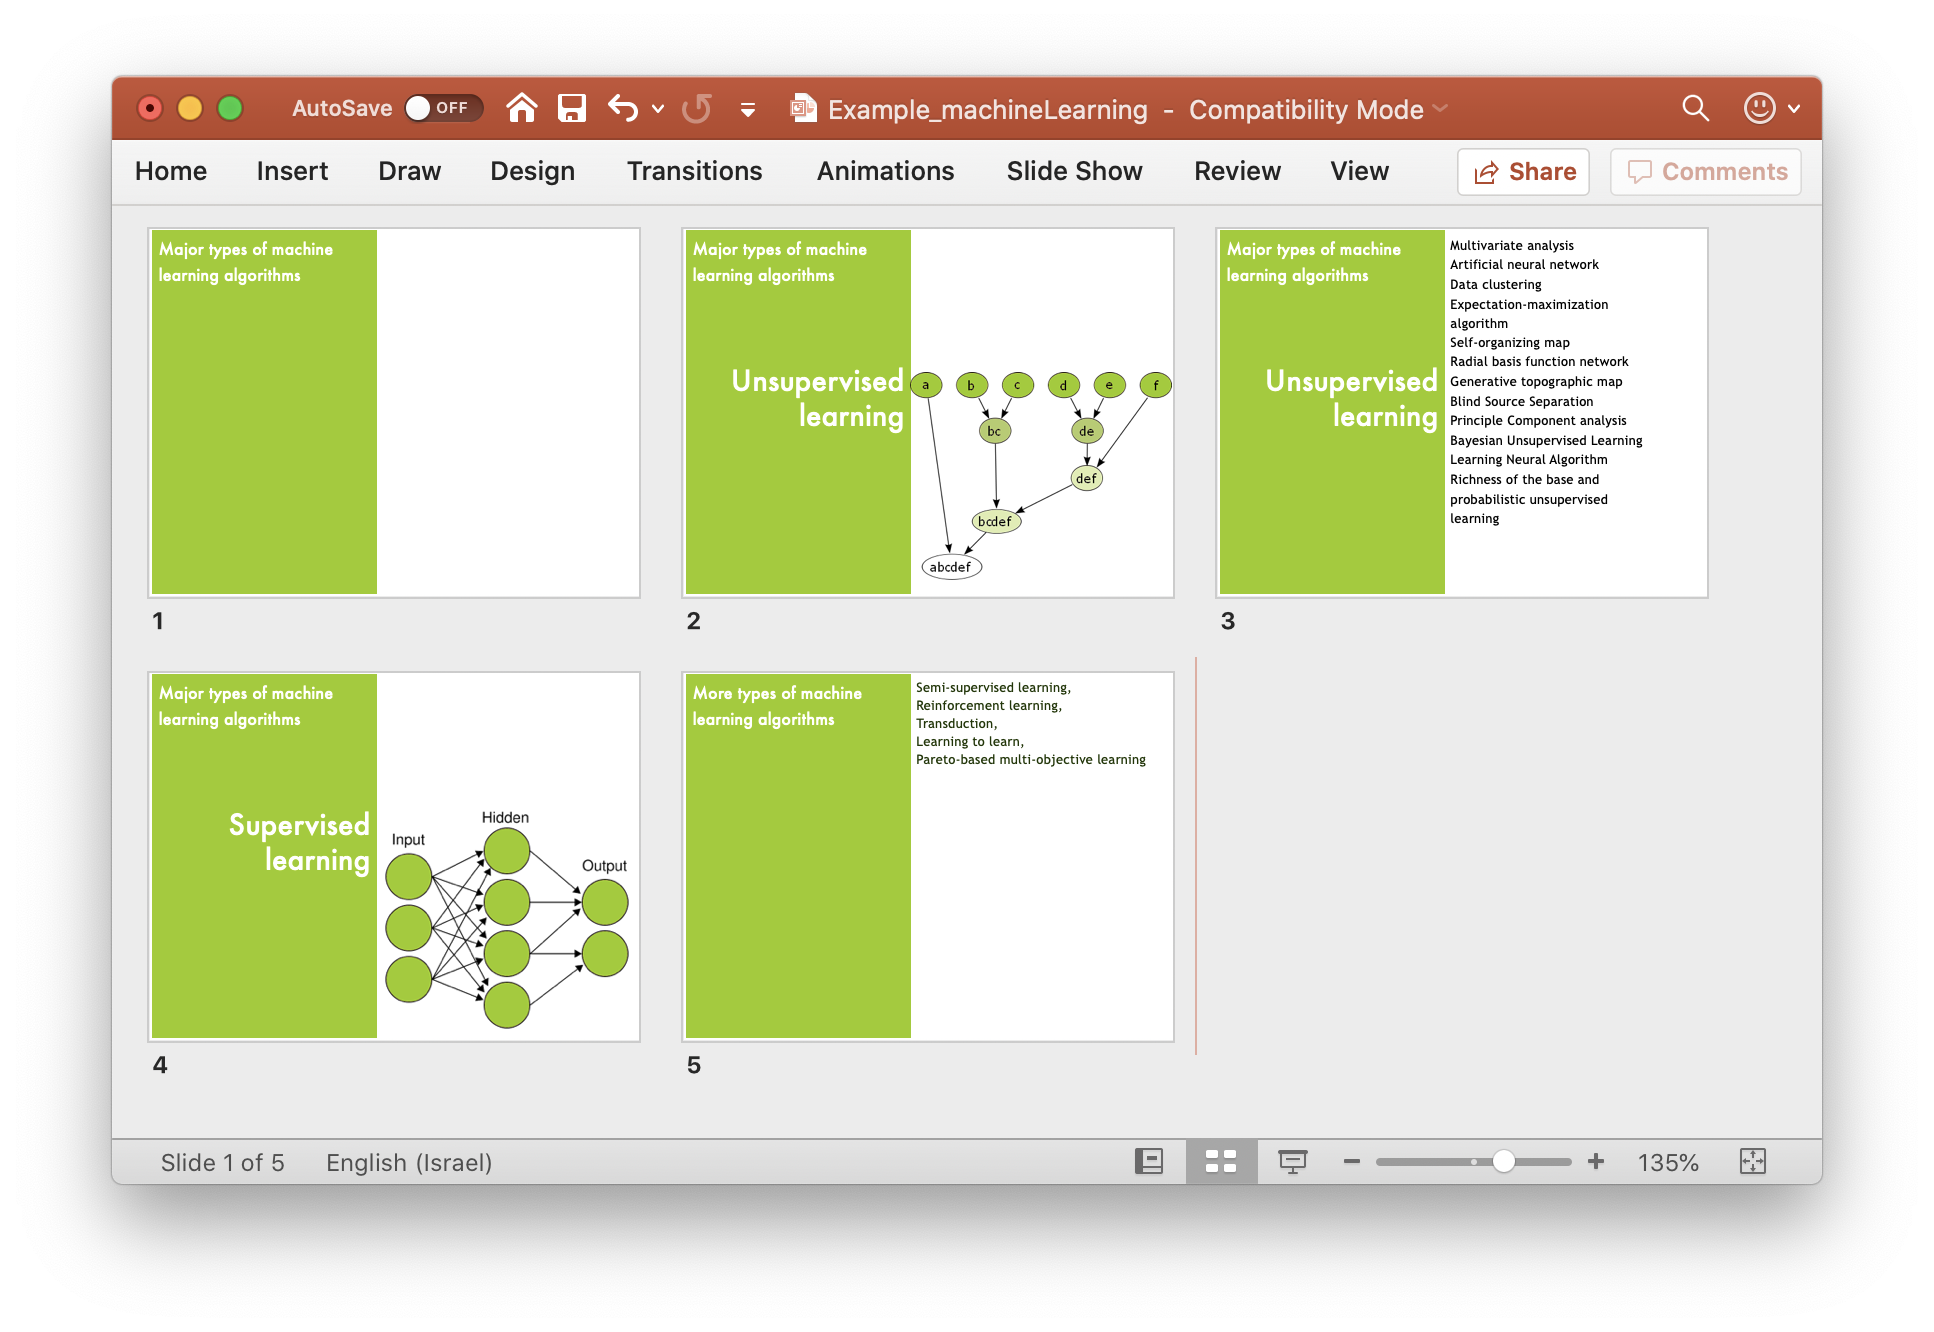 AutoSave OFF Example_machineLearning - Compatibility Mode
Home Insert Draw Design Transitions Animations Slide Show Review View Share Comments
Major types of machine
learning algorithms
1
Major types of machine
learning algorithms
Unsupervised
learning
a b c d e f
bc de
def
bcdef
abcdef
2
Major types of machine
learning algorithms
Unsupervised
learning
Multivariate analysis
Artificial neural network
Data clustering
Expectation-maximization
algorithm
Self-organizing map
Radial basis function network
Generative topographic map
Blind Source Separation
Principle Component analysis
Bayesian Unsupervised Learning
Learning Neural Algorithm
Richness of the base and
probabilistic unsupervised
learning
3
Major types of machine
learning algorithms
Supervised
learning
Hidden
Input
Output
4
More types of machine
learning algorithms
Semi-supervised learning,
Reinforcement learning,
Transduction,
Learning to learn,
Pareto-based multi-objective learning
5
Slide 1 of 5 English (Israel) 135%